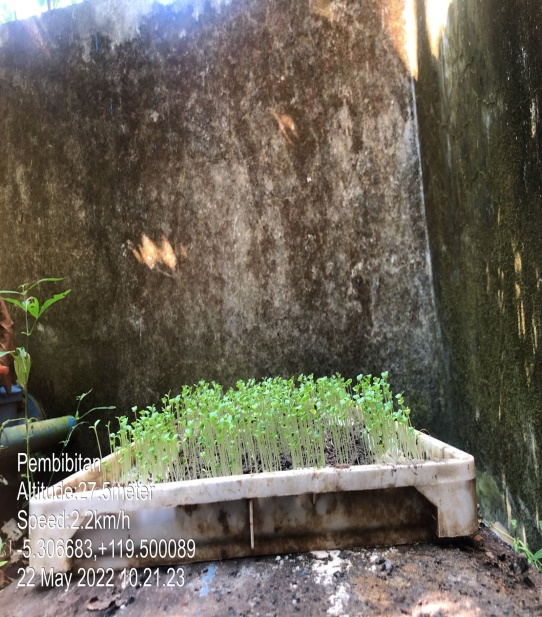 Pembibitan
Altitude:27.5meter
Speed:2.2km/h
-5.306683,+119.500089
22 May 2022 10.21.23